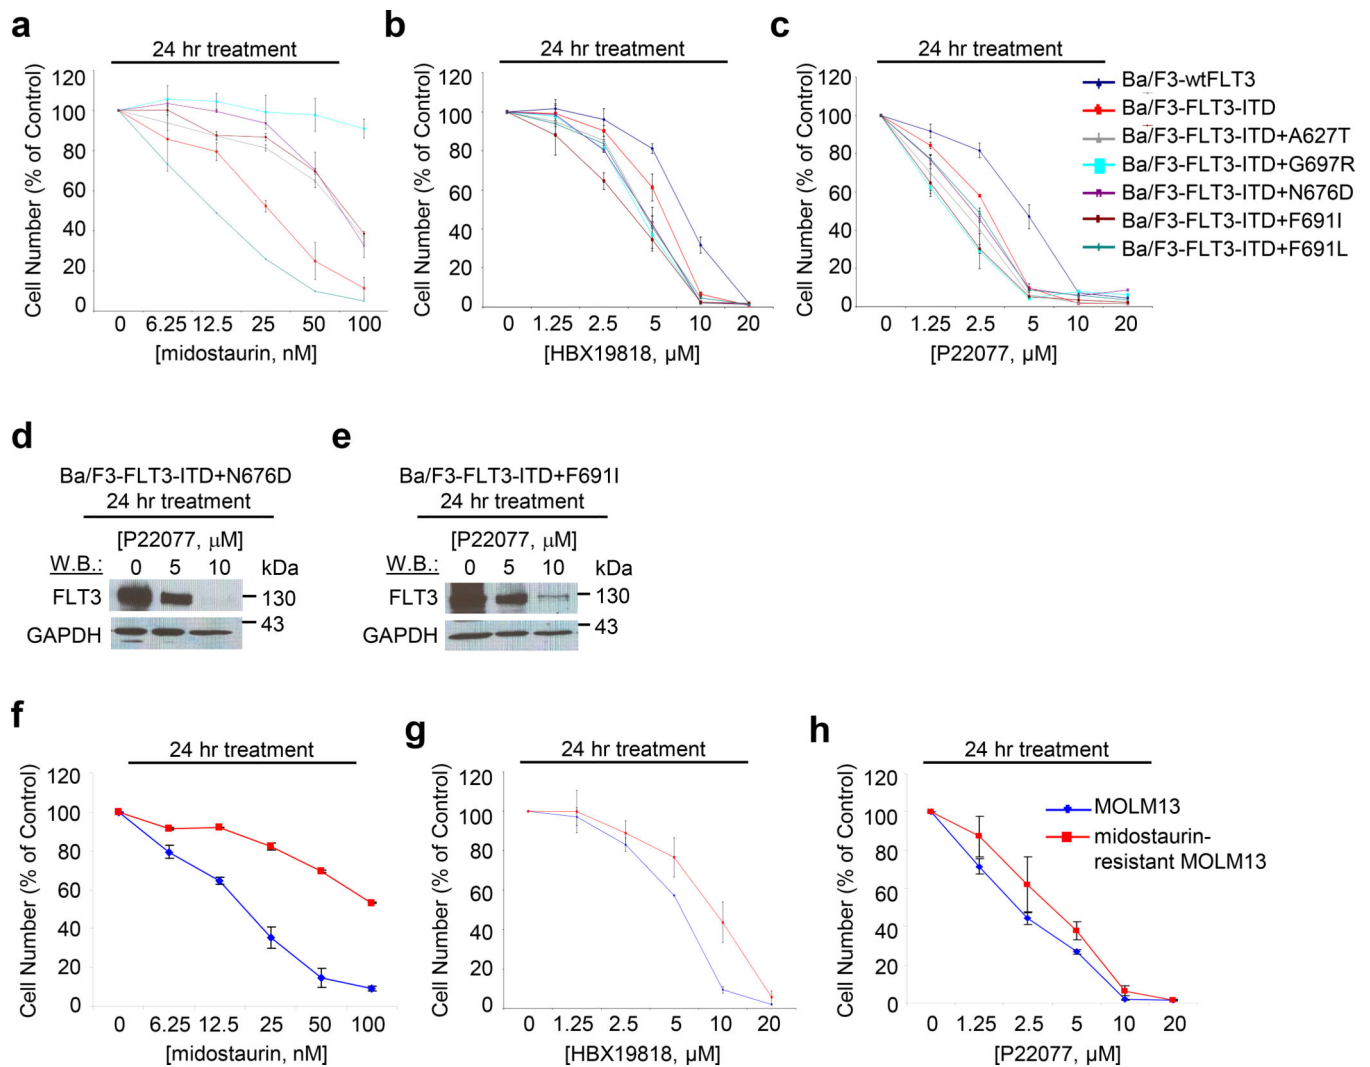 a
24 hr treatment
Cell Number (% of Control)
120
100
80
60
40
20
0
0 6.25 12.5 25 50 100
[midostaurin, nM]
b
24 hr treatment
Cell Number (% of Control)
120
100
80
60
40
20
0
0 1.25 2.5 5 10 20
[HBX19818, µM]
c
24 hr treatment
Cell Number (% of Control)
120
100
80
60
40
20
0
0 1.25 2.5 5 10 20
[P22077, µM]
Ba/F3-wtFLT3
Ba/F3-FLT3-ITD
Ba/F3-FLT3-ITD+A627T
Ba/F3-FLT3-ITD+G697R
Ba/F3-FLT3-ITD+N676D
Ba/F3-FLT3-ITD+F691I
Ba/F3-FLT3-ITD+F691L
d
Ba/F3-FLT3-ITD+N676D
24 hr treatment
[P22077, µM]
W.B.: 0 5 10 kDa
FLT3 130
43
GAPDH
e
Ba/F3-FLT3-ITD+F691I
24 hr treatment
[P22077, µM]
W.B.: 0 5 10 kDa
FLT3 130
43
GAPDH
f
24 hr treatment
Cell Number (% of Control)
120
100
80
60
40
20
0
0 6.25 12.5 25 50 100
[midostaurin, nM]
g
24 hr treatment
Cell Number (% of Control)
120
100
80
60
40
20
0
0 1.25 2.5 5 10 20
[HBX19818, µM]
h
24 hr treatment
Cell Number (% of Control)
120
100
80
60
40
20
0
0 1.25 2.5 5 10 20
[P22077, µM]
MOLM13
midostaurin-
resistant MOLM13